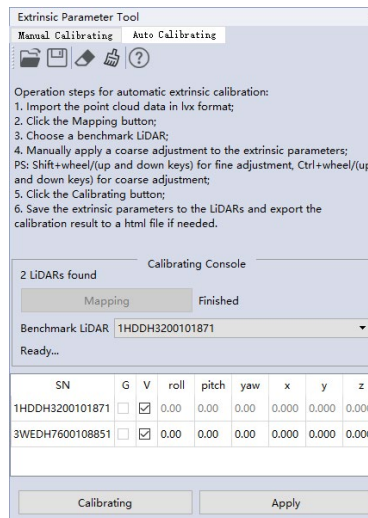 Extrinsic Parameter Tool
Manual Calibrating Auto Calibrating
Operation steps for automatic extrinsic calibration:
1. Import the point cloud data in lvx format;
2. Click the Mapping button;
3. Choose a benchmark LiDAR;
4. Manually apply a coarse adjustment to the extrinsic parameters;
PS: Shift+wheel/(up and down keys) for fine adjustment, Ctrl+wheel/(up
and down keys) for coarse adjustment;
5. Click the Calibrating button;
6. Save the extrinsic parameters to the LiDARs and export the
calibration result to a html file if needed.
Calibrating Console
2 LiDARs found
Mapping Finished
Benchmark LiDAR 1HDDH3200101871
Ready...
SN G V roll pitch yaw x y z
1HDDH3200101871 0.00 0.00 0.00 0.000 0.000 0.000
3WEDH7600108851 0.00 0.00 0.00 0.000 0.000 0.000
Calibrating Apply